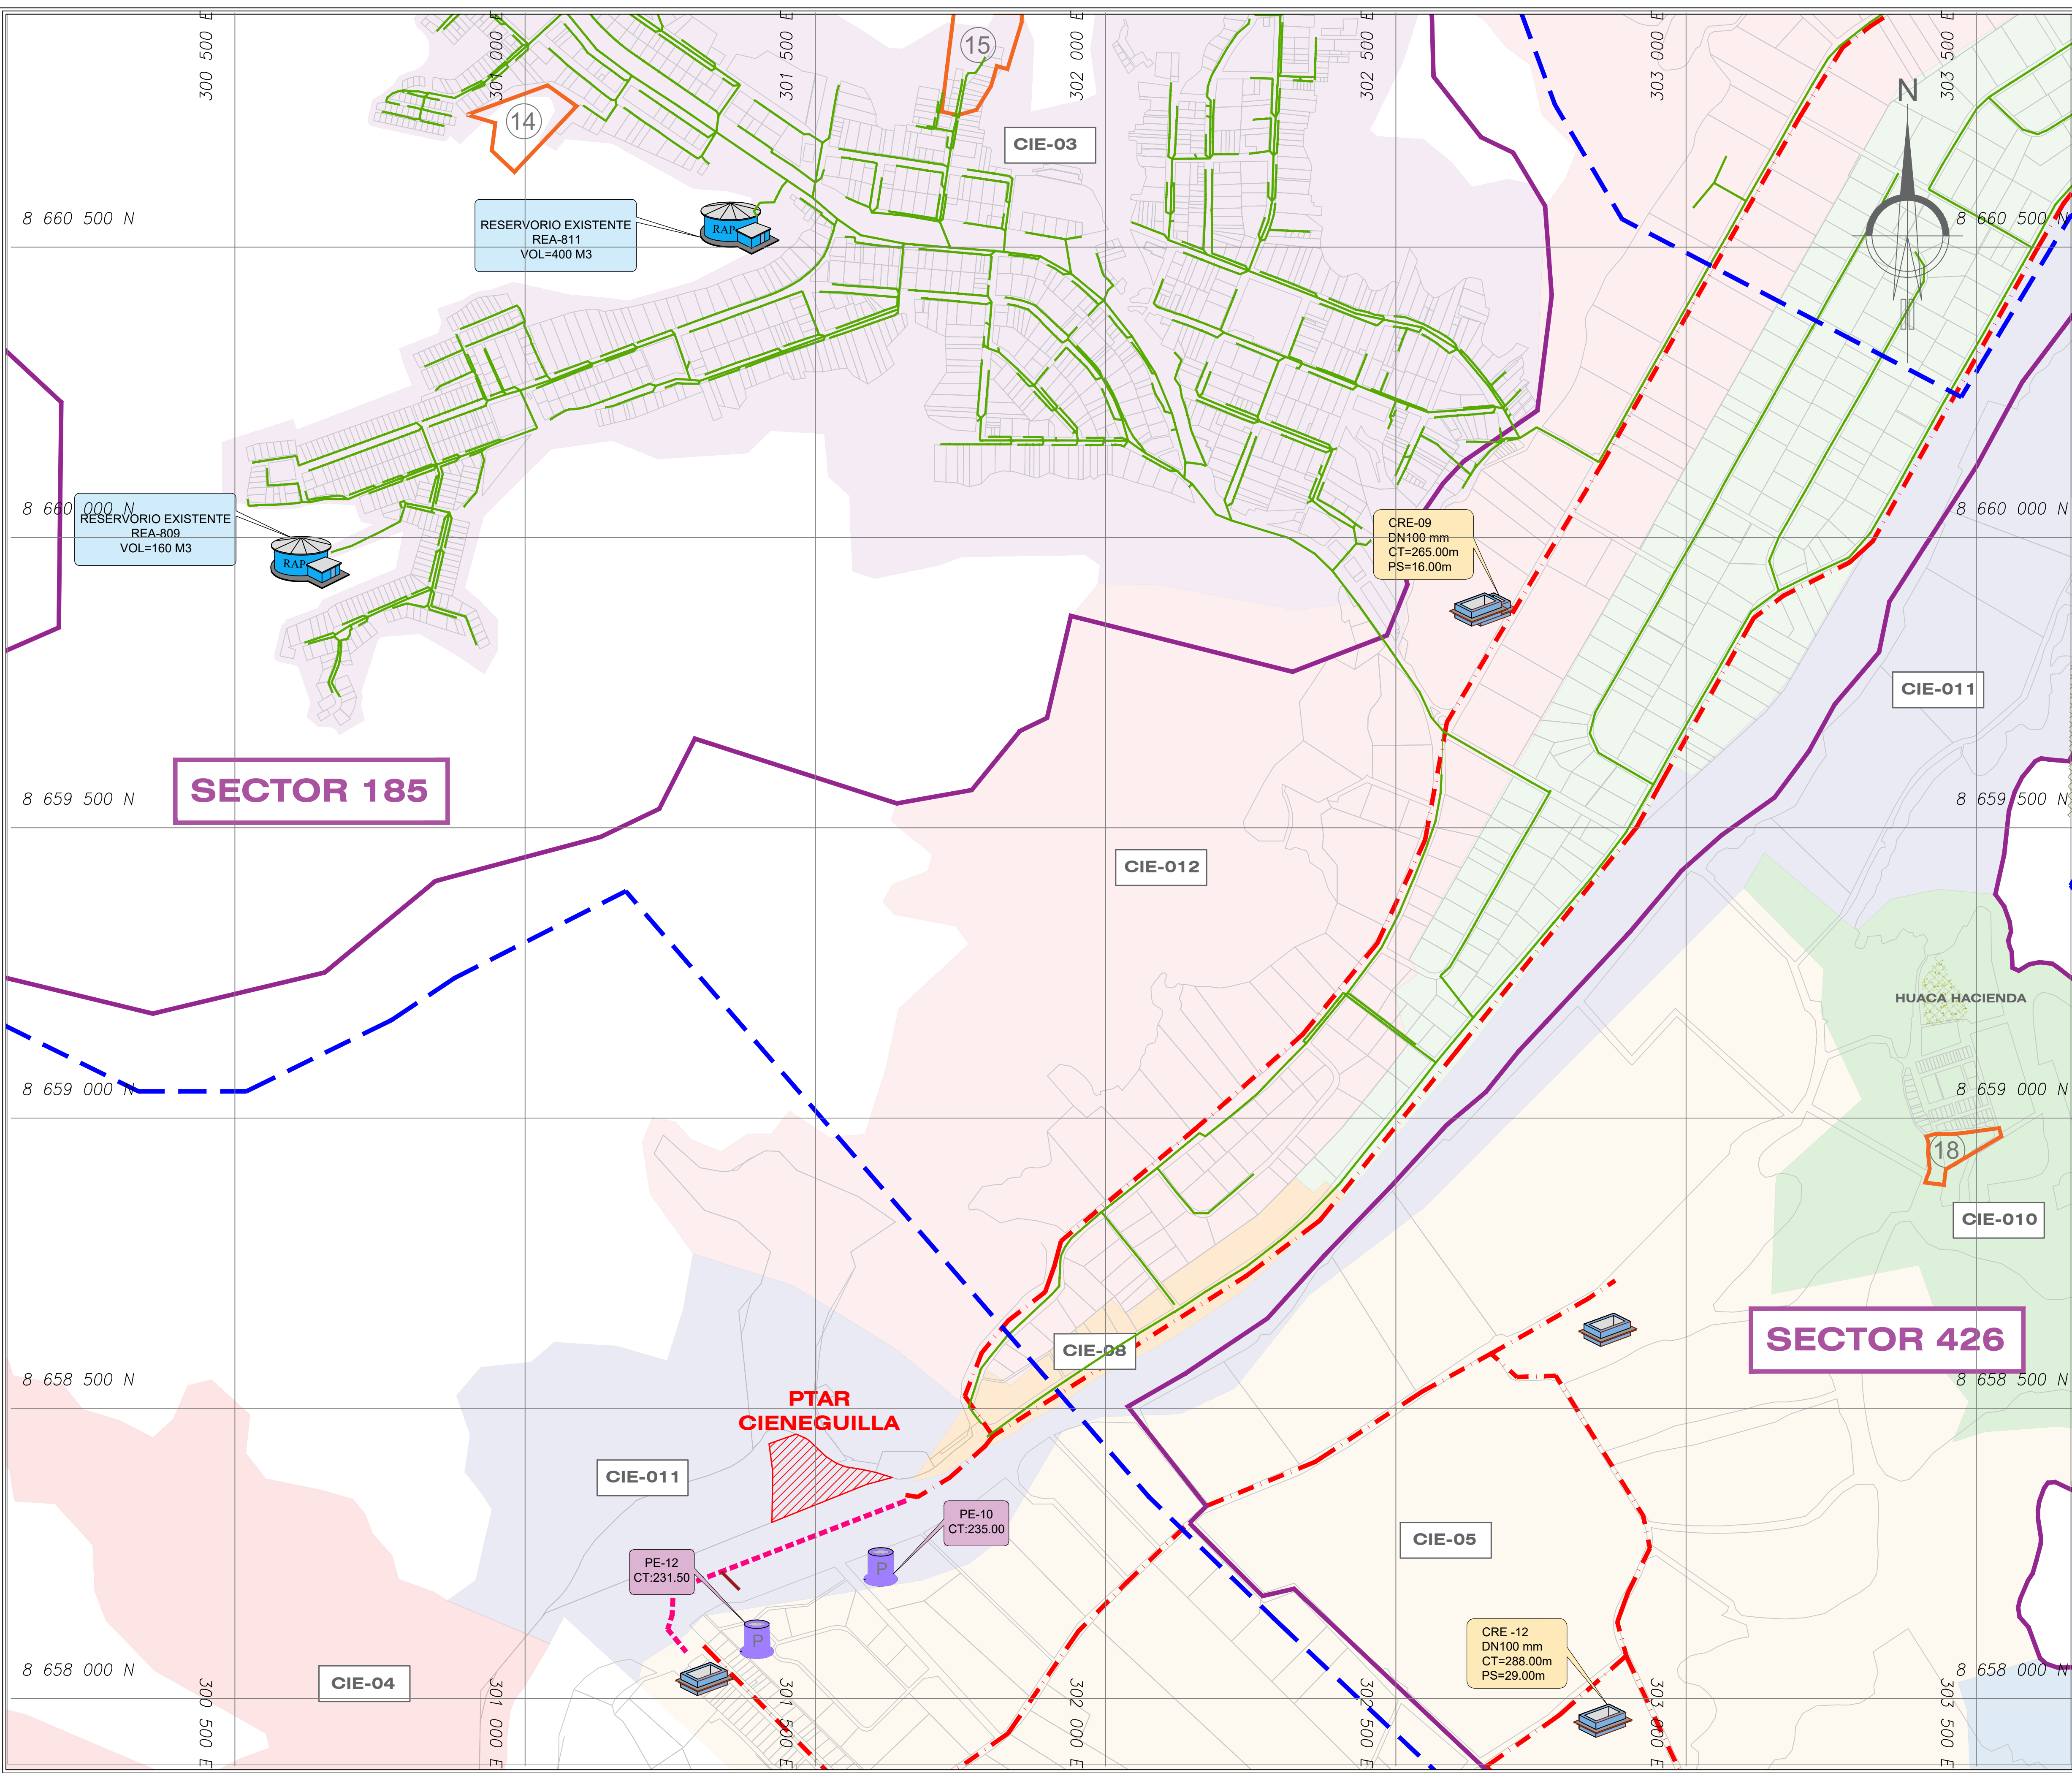 300 500 E
301 000 E
301 500 E
302 000 E
302 500 E
303 000 E
303 500 E
15
14
N
CIE-03
8 660 500 N
8 660 500 N
RESERVORIO EXISTENTE
REA-811
VOL=400 M3
RAP
8 660 000 N
8 660 000 N
RESERVORIO EXISTENTE
REA-809
VOL=160 M3
RAP
CRE-09
DN100 mm
CT=265.00m
PS=16.00m
CIE-011
SECTOR 185
8 659 500 N
8 659 500 N
CIE-012
HUACA HACIENDA
8 659 000 N
8 659 000 N
18
CIE-010
SECTOR 426
CIE-08
8 658 500 N
8 658 500 N
PTAR
CIENEGUILLA
CIE-011
PE-10
CT:235.00
P
CIE-05
PE-12
CT:231.50
P
CRE -12
DN100 mm
CT=288.00m
PS=29.00m
8 658 000 N
8 658 000 N
CIE-04
300 500 E
301 000 E
301 500 E
302 000 E
302 500 E
303 000 E
303 500 E